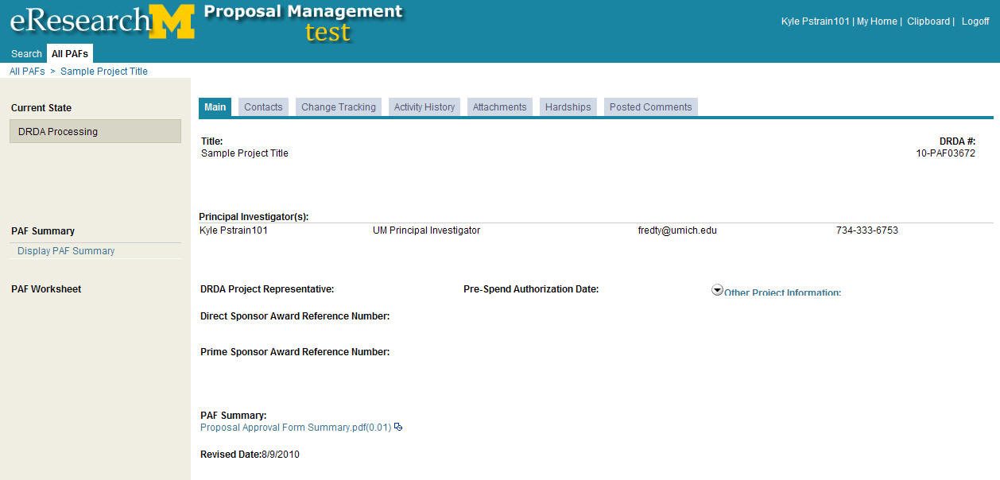 eResearch M Proposal Management
test
Kyle Pstrain101 | My Home | Clipboard | Logoff
Search All PAFs
All PAFs > Sample Project Title
Current State
DRDA Processing
PAF Summary
Display PAF Summary
PAF Worksheet
Main Contacts Change Tracking Activity History Attachments Hardships Posted Comments
Title: DRDA #:
Sample Project Title 10-PAF03672
Principal Investigator(s):
Kyle Pstrain101 UM Principal Investigator fredty@umich.edu 734-333-6753
DRDA Project Representative: Pre-Spend Authorization Date: Other Project Information:
Direct Sponsor Award Reference Number:
Prime Sponsor Award Reference Number:
PAF Summary:
Proposal Approval Form Summary.pdf(0.01)
Revised Date:8/9/2010